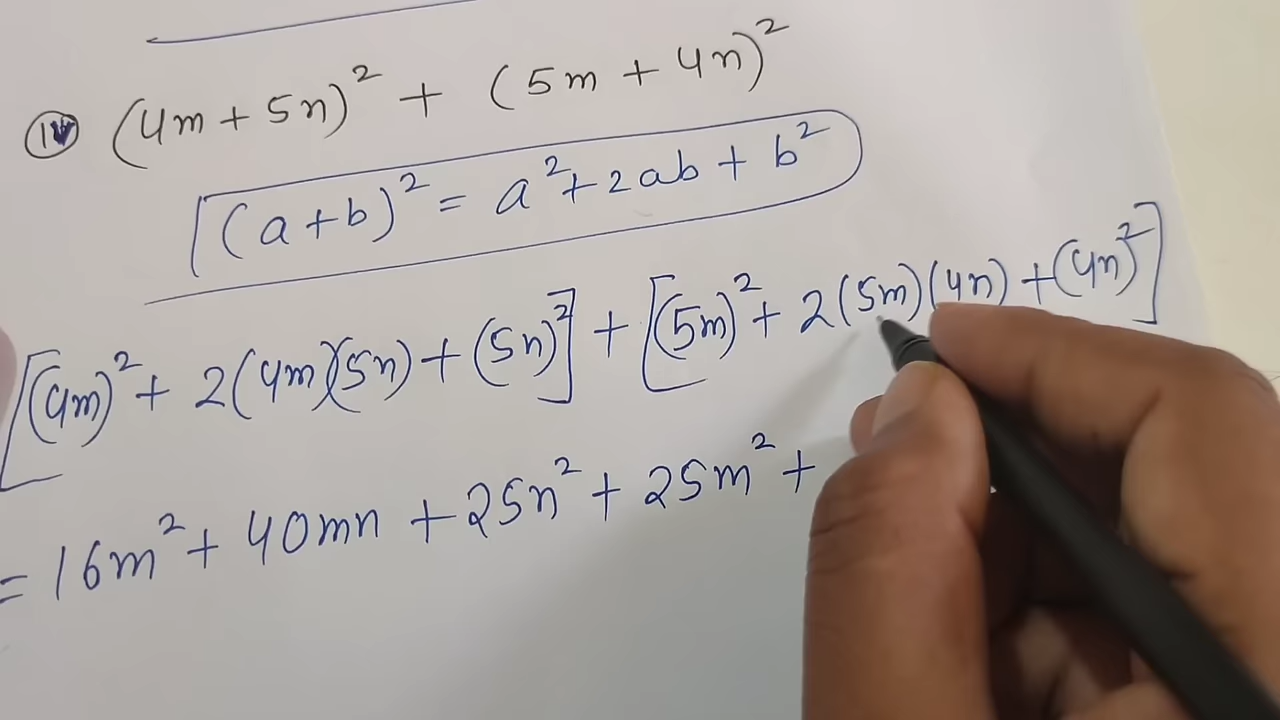 (iv) (4m + 5n)² + (5m + 4n)²
[(a+b)² = a² + 2ab + b²
[(4m)² + 2(4m)(5n) + (5n)²] + [(5m)² + 2(5m)(4n) + (4n)²]
= 16m² + 40mn + 25n² + 25m² +